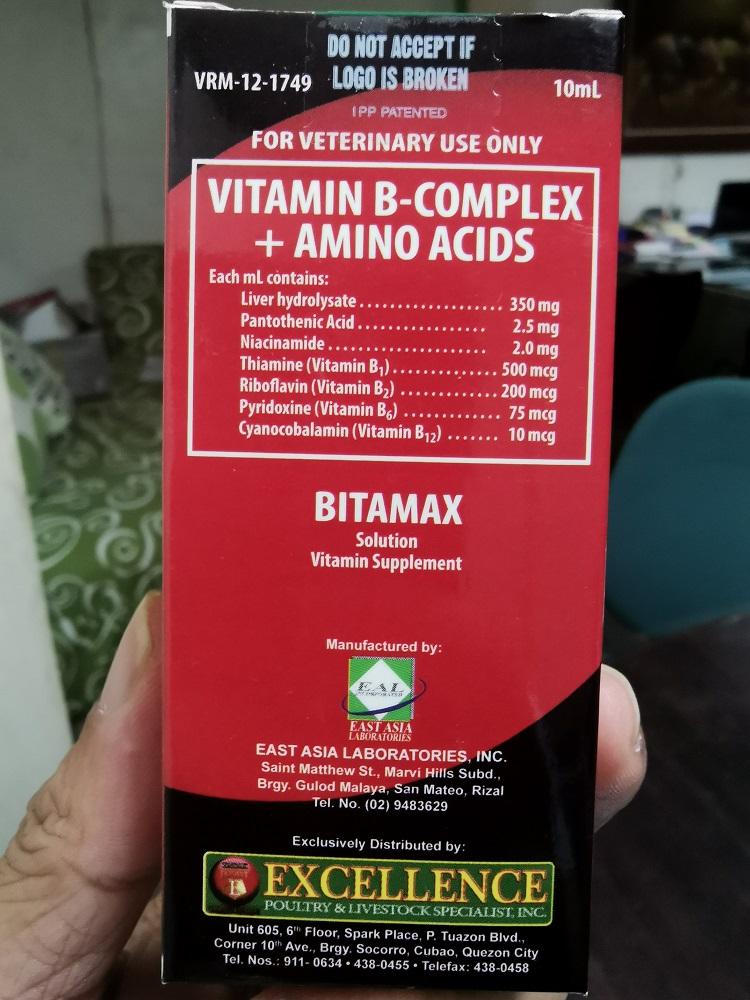 DO NOT ACCEPT IF
LOGO IS BROKEN
VRM-12-1749
10mL
IPP PATENTED
FOR VETERINARY USE ONLY
VITAMIN B-COMPLEX
+ AMINO ACIDS
Each mL contains:
Liver hydrolysate.................... 350 mg
Pantothenic Acid.................. 2.5 mg
Niacinamide...................... 2.0 mg
Thiamine (Vitamin B1)............... 500 mcg
Riboflavin (Vitamin B2) .............. 200 mcg
Pyridoxine (Vitamin B6) .............. 75 mcg
Cyanocobalamin (Vitamin B12) ....... 10 mcg
BITAMAX
Solution
Vitamin Supplement
Manufactured by:
EAL
INCORPORATED
EAST ASIA
LABORATORIES
EAST ASIA LABORATORIES, INC.
Saint Matthew St., Marvi Hills Subd.,
Brgy. Gulod Malaya, San Mateo, Rizal
Tel. No. (02) 9483629
Exclusively Distributed by:
EXCELLENCE
POULTRY & LIVESTOCK SPECIALIST, INC.
Unit 605, 6th Floor, Spark Place, P. Tuazon Blvd.,
Corner 10th Ave., Brgy. Socorro, Cubao, Quezon City
Tel. Nos.: 911- 0634 • 438-0455 • Telefax: 438-0458